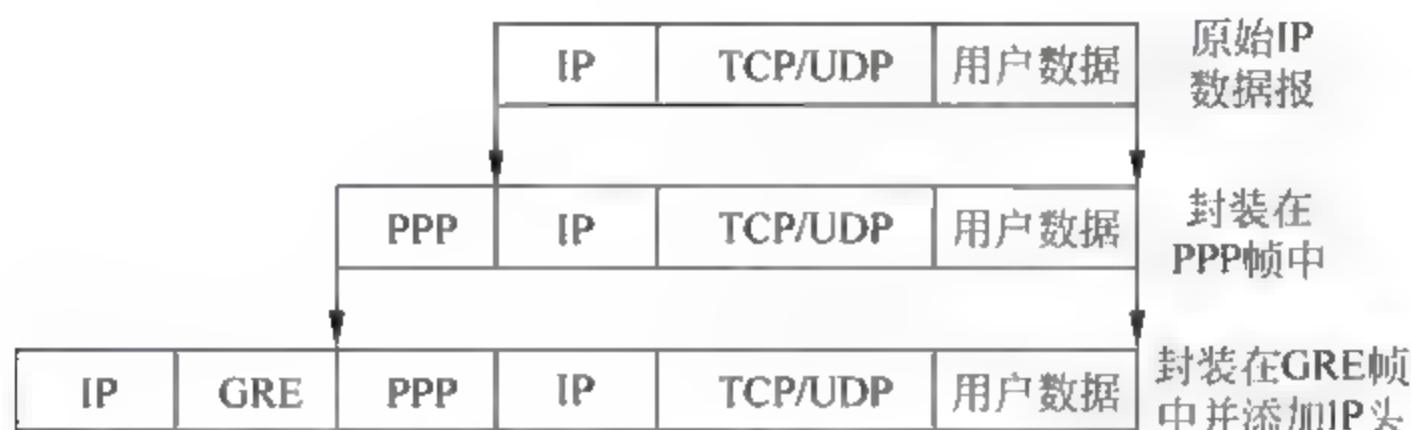 IP TCP/UDP 用户数据 原始IP
数据报
PPP IP TCP/UDP 用户数据 封装在
PPP帧中
IP GRE PPP IP TCP/UDP 用户数据 封装在GRE帧
中并添加IP头